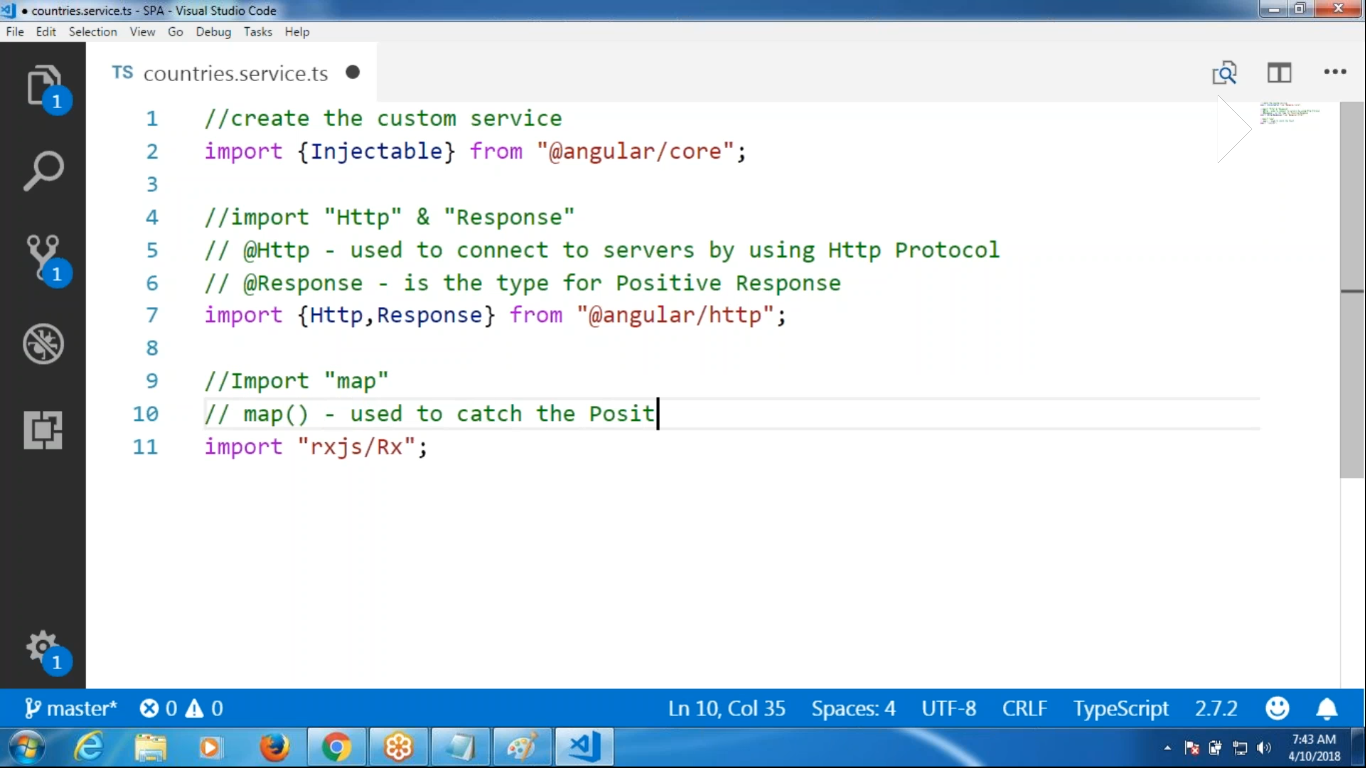 ● countries.service.ts - SPA - Visual Studio Code
File Edit Selection View Go Debug Tasks Help
TS countries.service.ts ●
1 //create the custom service
2 import {Injectable} from "@angular/core";
3
4 //import "Http" & "Response"
5 // @Http - used to connect to servers by using Http Protocol
6 // @Response - is the type for Positive Response
7 import {Http,Response} from "@angular/http";
8
9 //Import "map"
10 // map() - used to catch the Posit
11 import "rxjs/Rx";
1
1
1
master* 0 0 Ln 10, Col 35 Spaces: 4 UTF-8 CRLF TypeScript 2.7.2
7:43 AM
4/10/2018